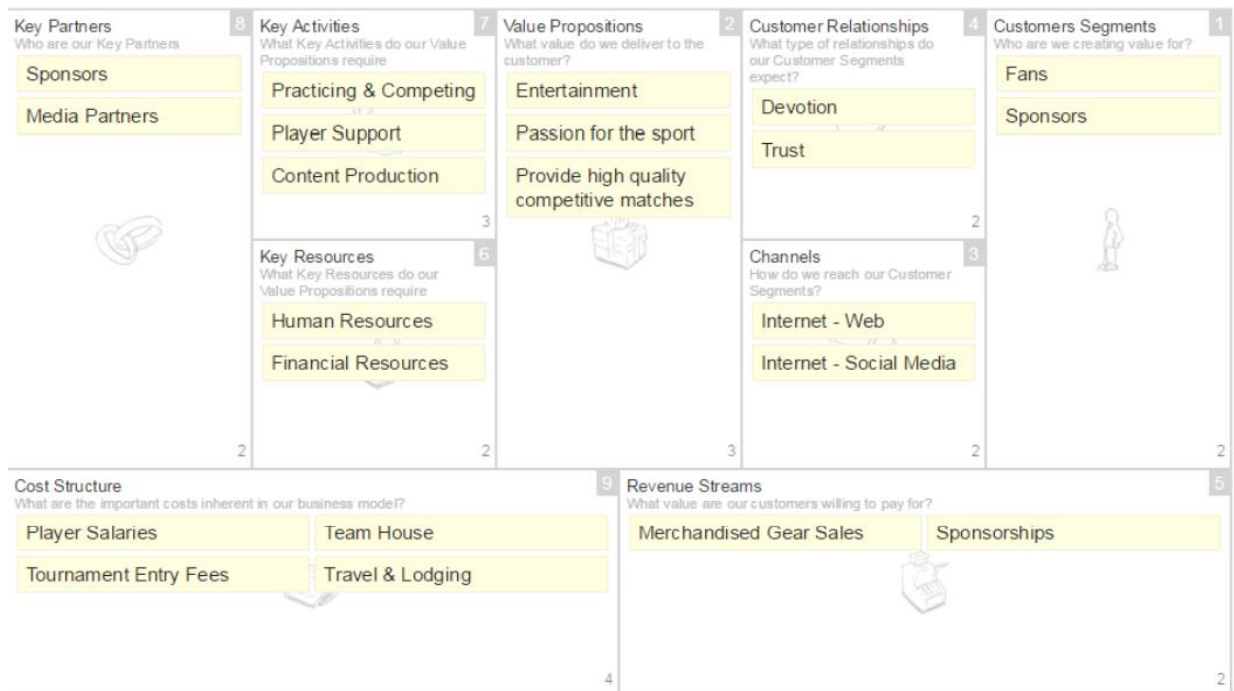 Key Partners
8
Who are our Key Partners
Sponsors
Media Partners
2
Key Activities
7
What Key Activities do our Value
Propositions require
Practicing & Competing
Player Support
Content Production
3
Key Resources
6
What Key Resources do our
Value Propositions require
Human Resources
Financial Resources
2
Value Propositions
2
What value do we deliver to the
customer?
Entertainment
Passion for the sport
Provide high quality
competitive matches
3
Customer Relationships
4
What type of relationships do
our Customer Segments
expect?
Devotion
Trust
2
Channels
3
How do we reach our Customer
Segments?
Internet - Web
Internet - Social Media
2
Customers Segments
1
Who are we creating value for?
Fans
Sponsors
2
Cost Structure
9
What are the important costs inherent in our business model?
Player Salaries
Team House
Tournament Entry Fees
Travel & Lodging
4
Revenue Streams
5
What value are our customers willing to pay for?
Merchandised Gear Sales
Sponsorships
2